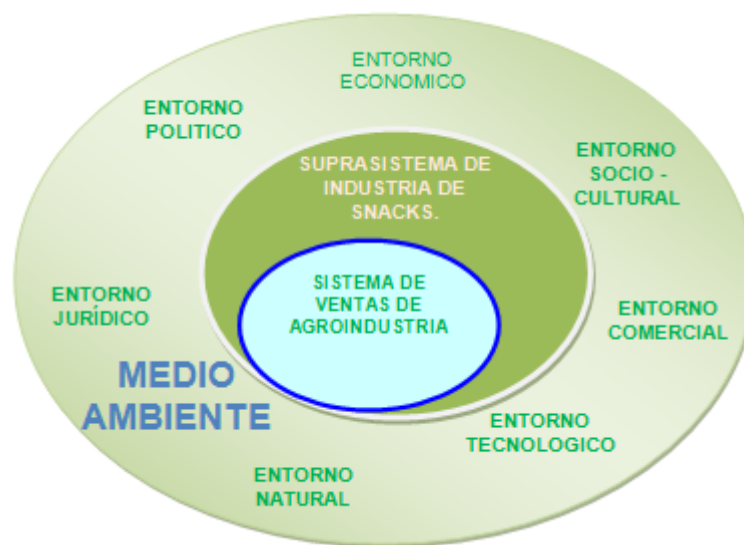 ENTORNO
ECONOMICO
ENTORNO
POLITICO
ENTORNO
SOCIO -
CULTURAL
SUPRASISTEMA DE
INDUSTRIA DE
SNACKS.
SISTEMA DE
VENTAS DE
AGROINDUSTRIA
ENTORNO
JURÍDICO
ENTORNO
COMERCIAL
MEDIO
AMBIENTE
ENTORNO
TECNOLOGICO
ENTORNO
NATURAL